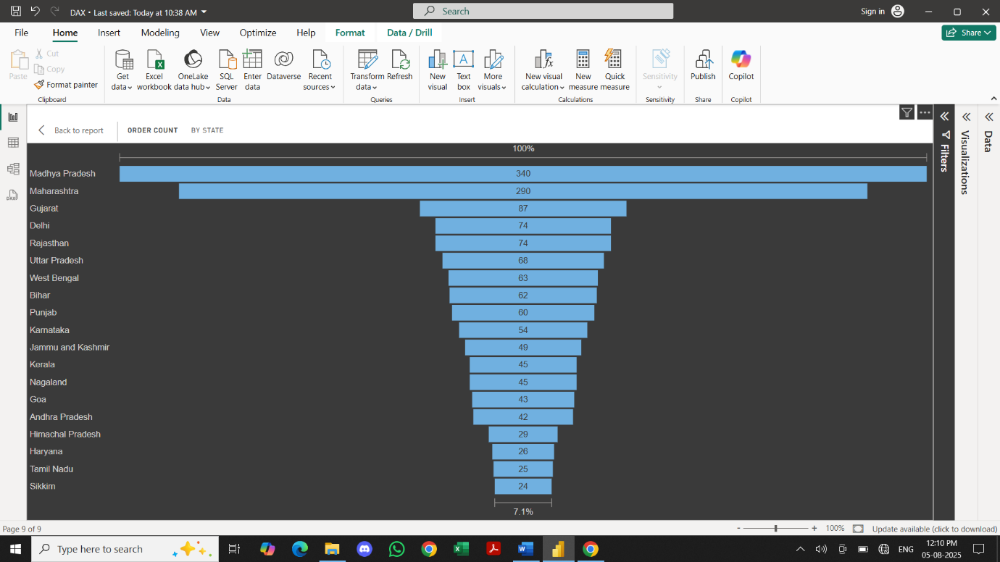 DAX • Last saved: Today at 10:38 AM
Search
Sign in
File Home Insert Modeling View Optimize Help Format Data / Drill Share
Paste
Cut
Copy
Format painter
Clipboard
Get data
Excel workbook
OneLake data hub
SQL Server
Enter data
Dataverse
Recent sources
Data
Transform data
Refresh
Queries
New visual
Text box
More visuals
Insert
New visual calculation
New measure
Quick measure
Calculations
Sensitivity
Sensitivity
Publish
Share
Copilot
Copilot
Back to report ORDER COUNT BY STATE
100%
Madhya Pradesh 340
Maharashtra 290
Gujarat 87
Delhi 74
Rajasthan 74
Uttar Pradesh 68
West Bengal 63
Bihar 62
Punjab 60
Karnataka 54
Jammu and Kashmir 49
Kerala 45
Nagaland 45
Goa 43
Andhra Pradesh 42
Himachal Pradesh 29
Haryana 26
Tamil Nadu 25
Sikkim 24
7.1%
Filters
Visualizations
Data
Page 9 of 9
- + 100% Update available (click to download)
Type here to search
ENG
12:10 PM
05-08-2025